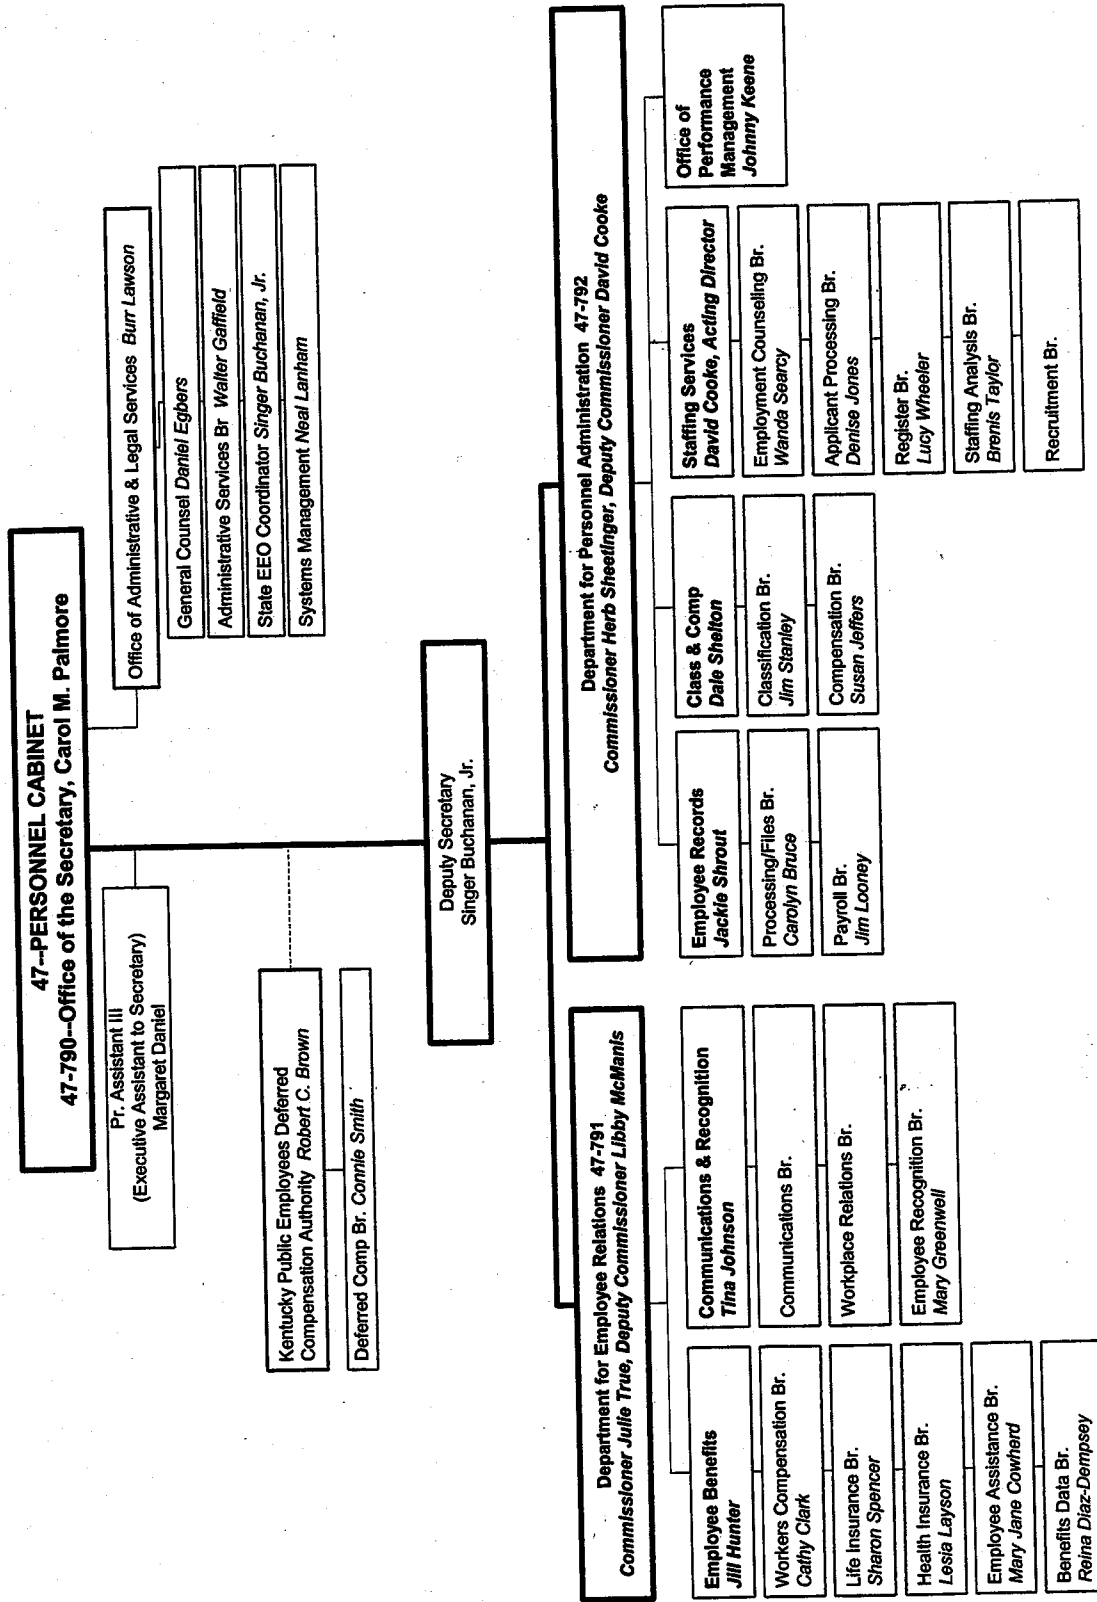 47--PERSONNEL CABINET
47-790--Office of the Secretary, Carol M. Palmore
Pr. Assistant III
(Executive Assistant to Secretary)
Margaret Daniel
Office of Administrative & Legal Services Burr Lawson
General Counsel Daniel Egbers
Administrative Services Br Walter Gaffield
State EEO Coordinator Singer Buchanan, Jr.
Systems Management Neal Lanham
Kentucky Public Employees Deferred
Compensation Authority Robert C. Brown
Deferred Comp Br. Connie Smith
Deputy Secretary
Singer Buchanan, Jr.
Department for Employee Relations 47-791
Commissioner Julie True, Deputy Commissioner Libby McManis
Employee Benefits
Jill Hunter
Workers Compensation Br.
Cathy Clark
Life Insurance Br.
Sharon Spencer
Health Insurance Br.
Lesia Layson
Employee Assistance Br.
Mary Jane Cowherd
Benefits Data Br.
Reina Diaz-Dempsey
Communications & Recognition
Tina Johnson
Communications Br.
Workplace Relations Br.
Employee Recognition Br.
Mary Greenwell
Department for Personnel Administration 47-792
Commissioner Herb Sheetinger, Deputy Commissioner David Cooke
Employee Records
Jackie Shrout
Processing/Files Br.
Carolyn Bruce
Payroll Br.
Jim Looney
Class & Comp
Dale Shelton
Classification Br.
Jim Stanley
Compensation Br.
Susan Jeffers
Staffing Services
David Cooke, Acting Director
Employment Counseling Br.
Wanda Searcy
Applicant Processing Br.
Denise Jones
Register Br.
Lucy Wheeler
Staffing Analysis Br.
Brenis Taylor
Recruitment Br.
Office of
Performance
Management
Johnny Keene